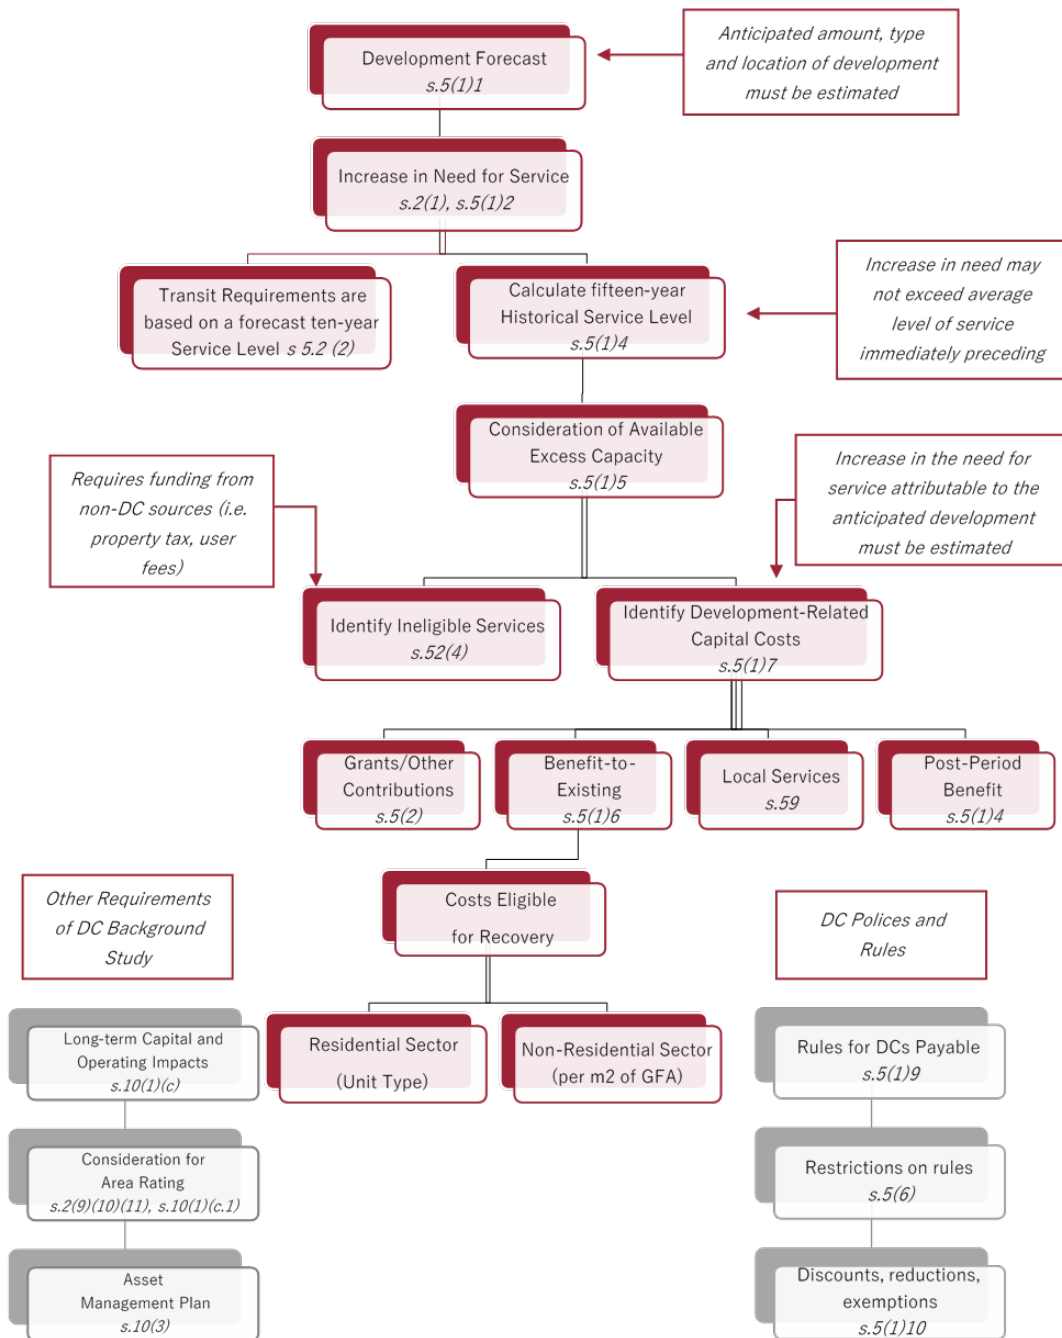 Development Forecast
s.5(1)1
Anticipated amount, type
and location of development
must be estimated
Increase in Need for Service
s.2(1), s.5(1)2
Transit Requirements are
based on a forecast ten-year
Service Level s 5.2 (2)
Calculate fifteen-year
Historical Service Level
s.5(1)4
Increase in need may
not exceed average
level of service
immediately preceding
Consideration of Available
Excess Capacity
s.5(1)5
Requires funding from
non-DC sources (i.e.
property tax, user
fees)
Increase in the need for
service attributable to the
anticipated development
must be estimated
Identify Ineligible Services
s.52(4)
Identify Development-Related
Capital Costs
s.5(1)7
Grants/Other
Contributions
s.5(2)
Benefit-to-
Existing
s.5(1)6
Local Services
s.59
Post-Period
Benefit
s.5(1)4
Other Requirements
of DC Background
Study
Costs Eligible
for Recovery
DC Polices and
Rules
Long-term Capital and
Operating Impacts
s.10(1)(c)
Residential Sector
(Unit Type)
Non-Residential Sector
(per m2 of GFA)
Rules for DCs Payable
s.5(1)9
Consideration for
Area Rating
s.2(9)(10)(11), s.10(1)(c.1)
Restrictions on rules
s.5(6)
Asset
Management Plan
s.10(3)
Discounts, reductions,
exemptions
s.5(1)10